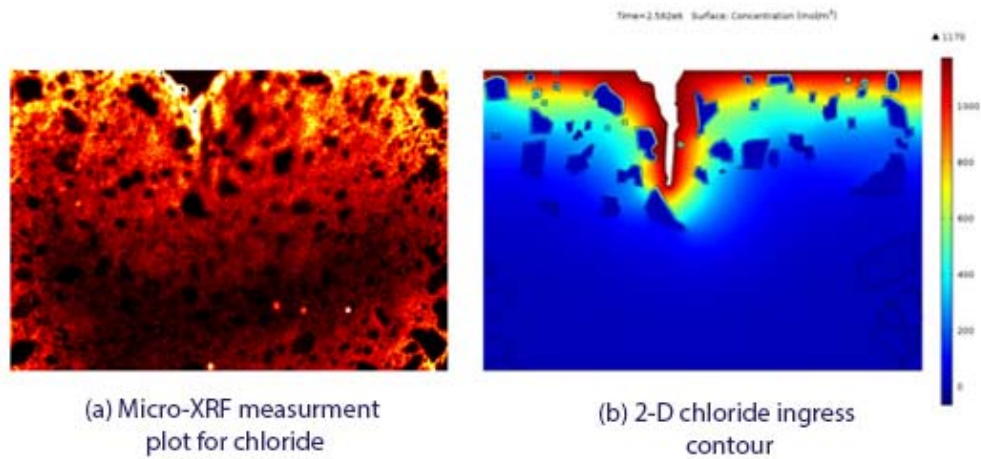 Time=2.592e6 Surface: Concentration (mol/m³)
▲ 1170
1000
800
600
400
200
0
(a) Micro-XRF measurment
plot for chloride
(b) 2-D chloride ingress
contour